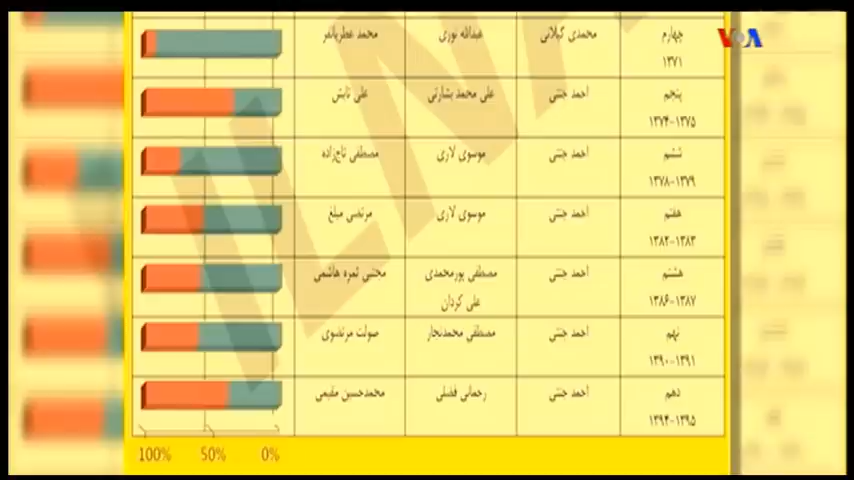 VOA
چهارم
۱۳۷۱
محمدی گیلانی
عبدالله نوری
محمد عطریانفر
پنجم
۱۳۷۴-۱۳۷۵
احمد جنتی
علی محمد بشارتی
علی تابش
ششم
۱۳۷۸-۱۳۷۹
احمد جنتی
موسوی لاری
مصطفی تاج‌زاده
هفتم
۱۳۸۲-۱۳۸۳
احمد جنتی
موسوی لاری
مرتضی مبلغ
هشتم
۱۳۸۶-۱۳۸۷
احمد جنتی
مصطفی پورمحمدی
علی کردان
مجتبی ثمره هاشمی
نهم
۱۳۹۰-۱۳۹۱
احمد جنتی
مصطفی محمدنجار
صولت مرتضوی
دهم
۱۳۹۴-۱۳۹۵
احمد جنتی
رحمانی فضلی
محمدحسین مقیمی
100% 50% 0%
ILNA